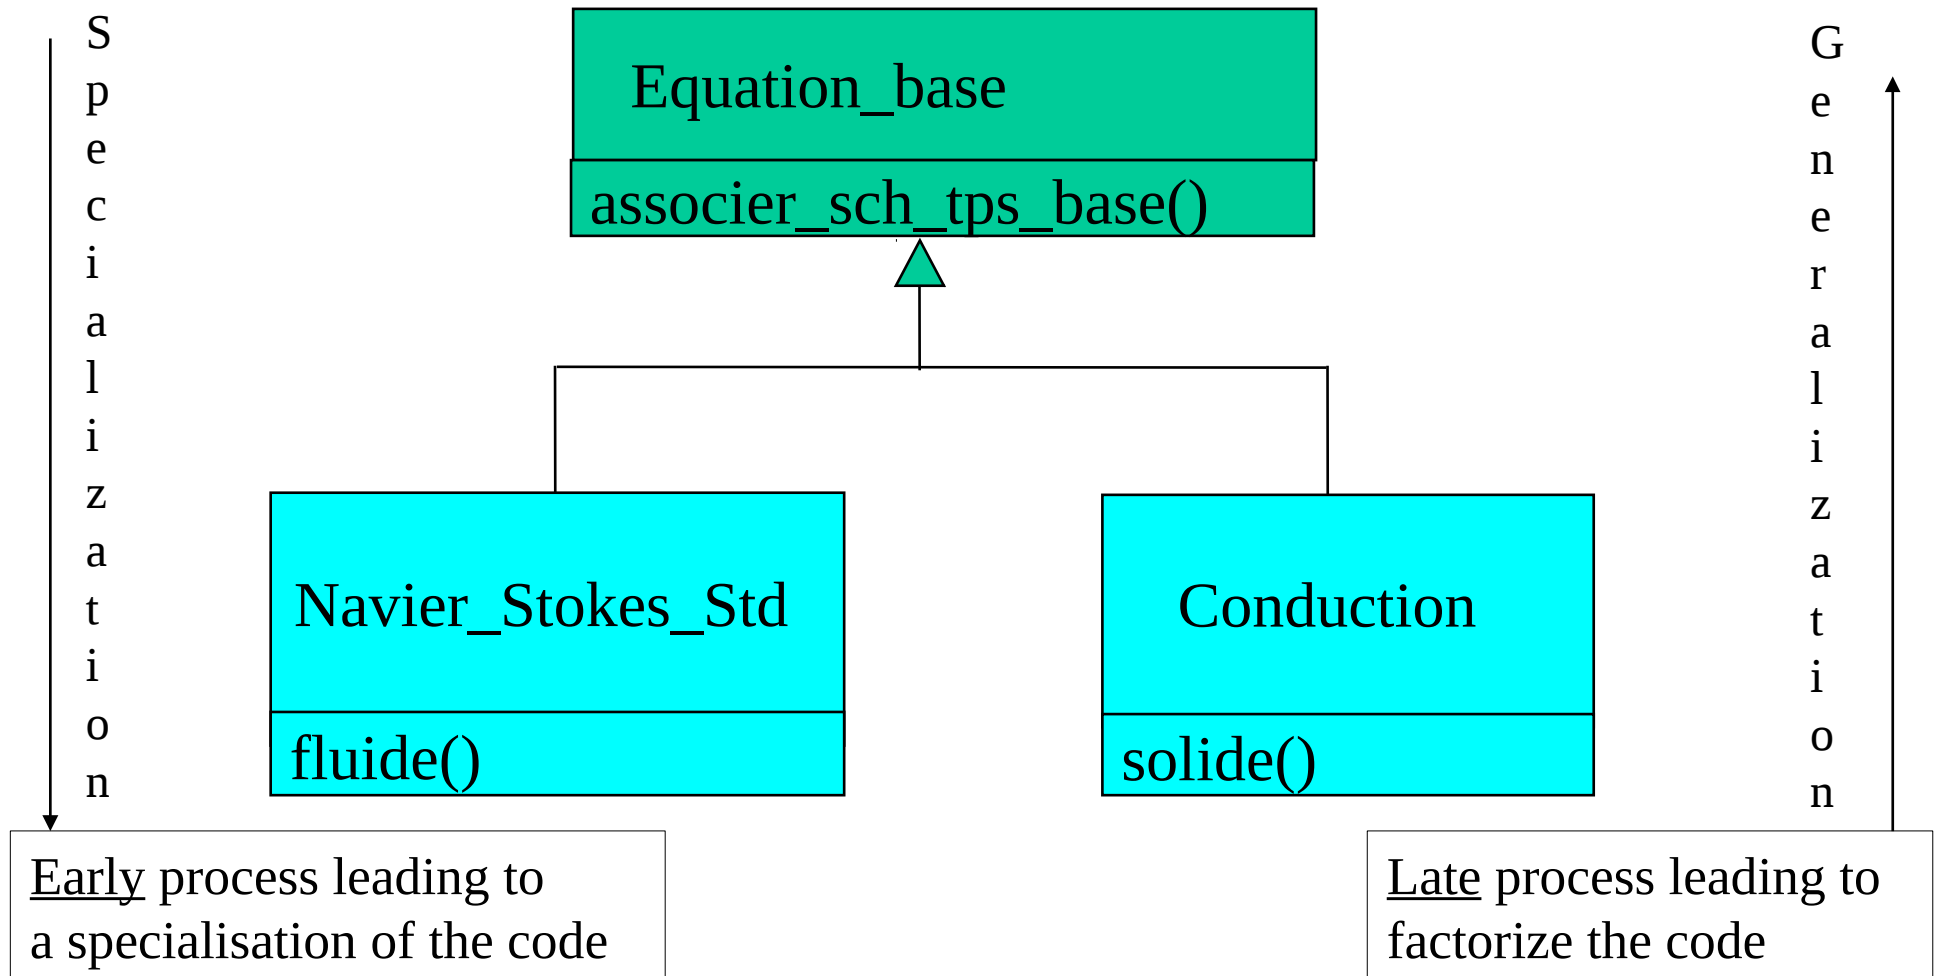 Specialization
Generalization
Equation_base
associer_sch_tps_base()
Navier_Stokes_Std
Conduction
fluide()
solide()
Early process leading to
a specialisation of the code
Late process leading to
factorize the code